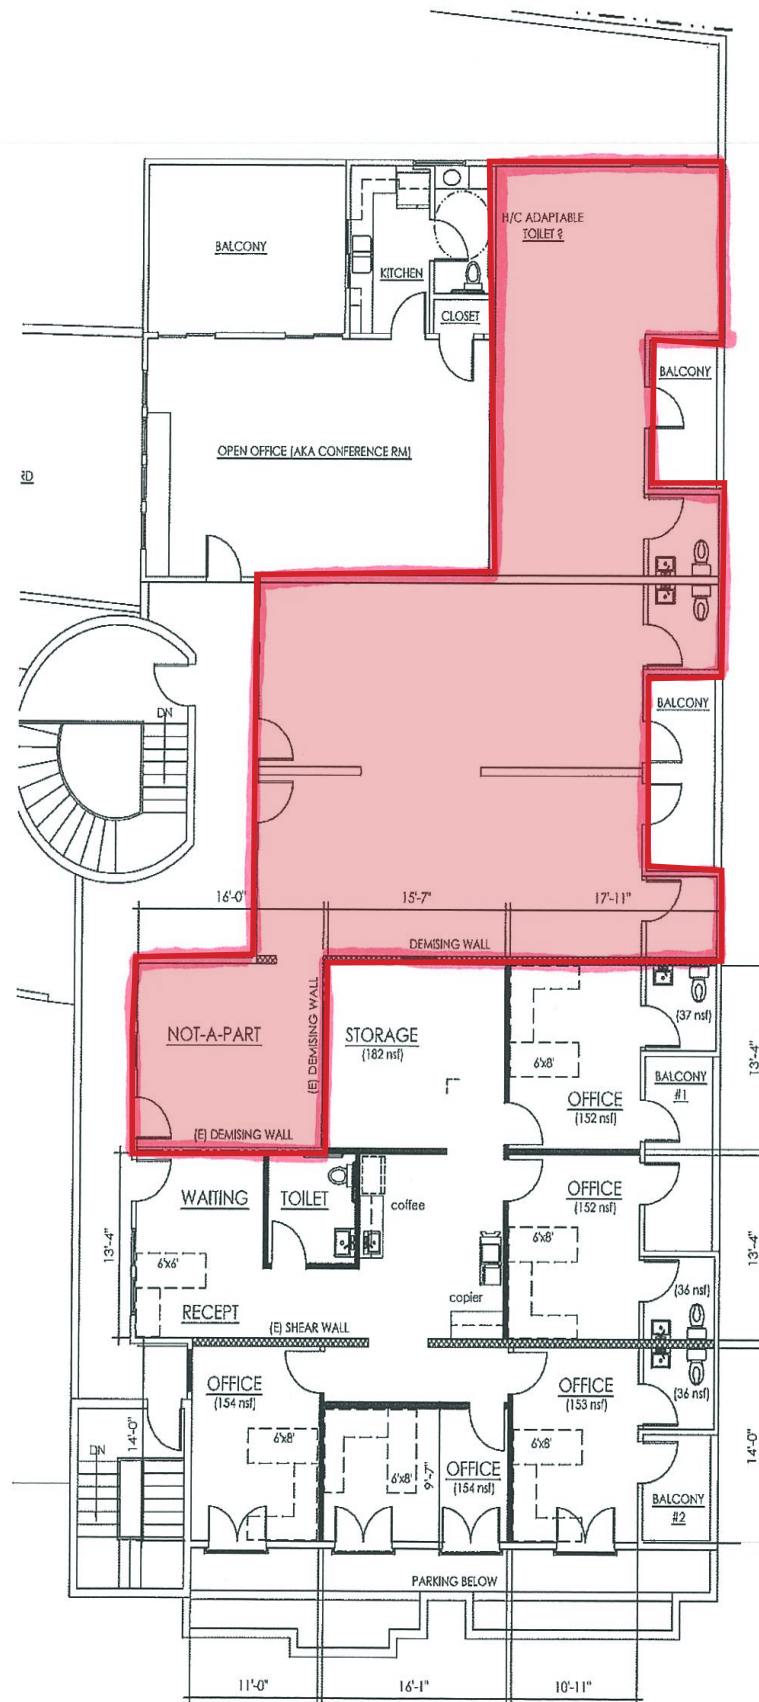 H/C ADAPTABLE
TOILET ?
BALCONY
KITCHEN
CLOSET
BALCONY
OPEN OFFICE (AKA CONFERENCE RM)
RD
BALCONY
DN
16'-0"
15'-7"
17'-11"
DEMISING WALL
NOT-A-PART
(E) DEMISING WALL
(E) DEMISING WALL
STORAGE
(182 nsf)
6'x8'
OFFICE
(152 nsf)
(37 nsf)
BALCONY
#1
13'-4"
WAITING
TOILET
coffee
OFFICE
(152 nsf)
6'x8'
13'-4"
6'x6'
RECEPT
(E) SHEAR WALL
copier
(36 nsf)
13'-4"
OFFICE
(154 nsf)
OFFICE
(153 nsf)
(36 nsf)
14'-0"
6'x8'
6'x8'
9'-7"
OFFICE
(154 nsf)
6'x8'
14'-0"
DN
BALCONY
#2
PARKING BELOW
11'-0"
16'-1"
10'-11"